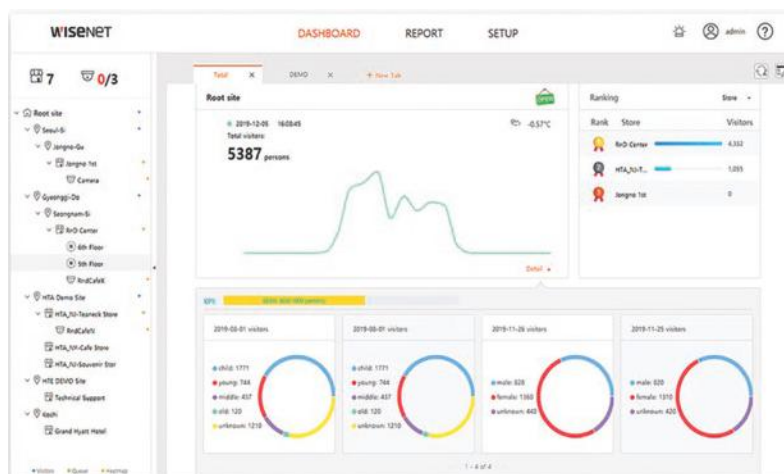 WISENET
DASHBOARD
REPORT
SETUP
admin
7
0/3
Root site
Seoul-Si
Jongno-Gu
Jongno 1st
Camera
Gyeonggi-Do
Seongnam-Si
RnD Center
6th Floor
5th Floor
RndCafeK
HTA Demo Site
HTA_NJ-Teaneck Store
RndCafeN
HTA_NY-Cafe Store
HTA_NJ-Souvenir Stor
HTE DEMO Site
Technical Support
Kochi
Grand Hyatt Hotel
Visitor
Queue
Heatmap
Total X
DEMO X
+ New Tab
Root site
OPEN
2019-12-05 16:08:45
-0.57°C
Total visitors:
5387 persons
Detail
Ranking
Store
Rank Store Visitors
RnD Center 4,332
HTA_NJ-T... 1,055
Jongno 1st 0
KPI
2019-08-01 visitors
child: 1771
young: 744
middle: 437
old: 120
unknown: 1210
2019-08-01 visitors
child: 1771
young: 744
middle: 437
old: 120
unknown: 1210
2019-11-26 visitors
male: 820
female: 1360
unknown: 440
2019-11-25 visitors
male: 820
female: 1310
unknown: 420
1 - 4 of 4